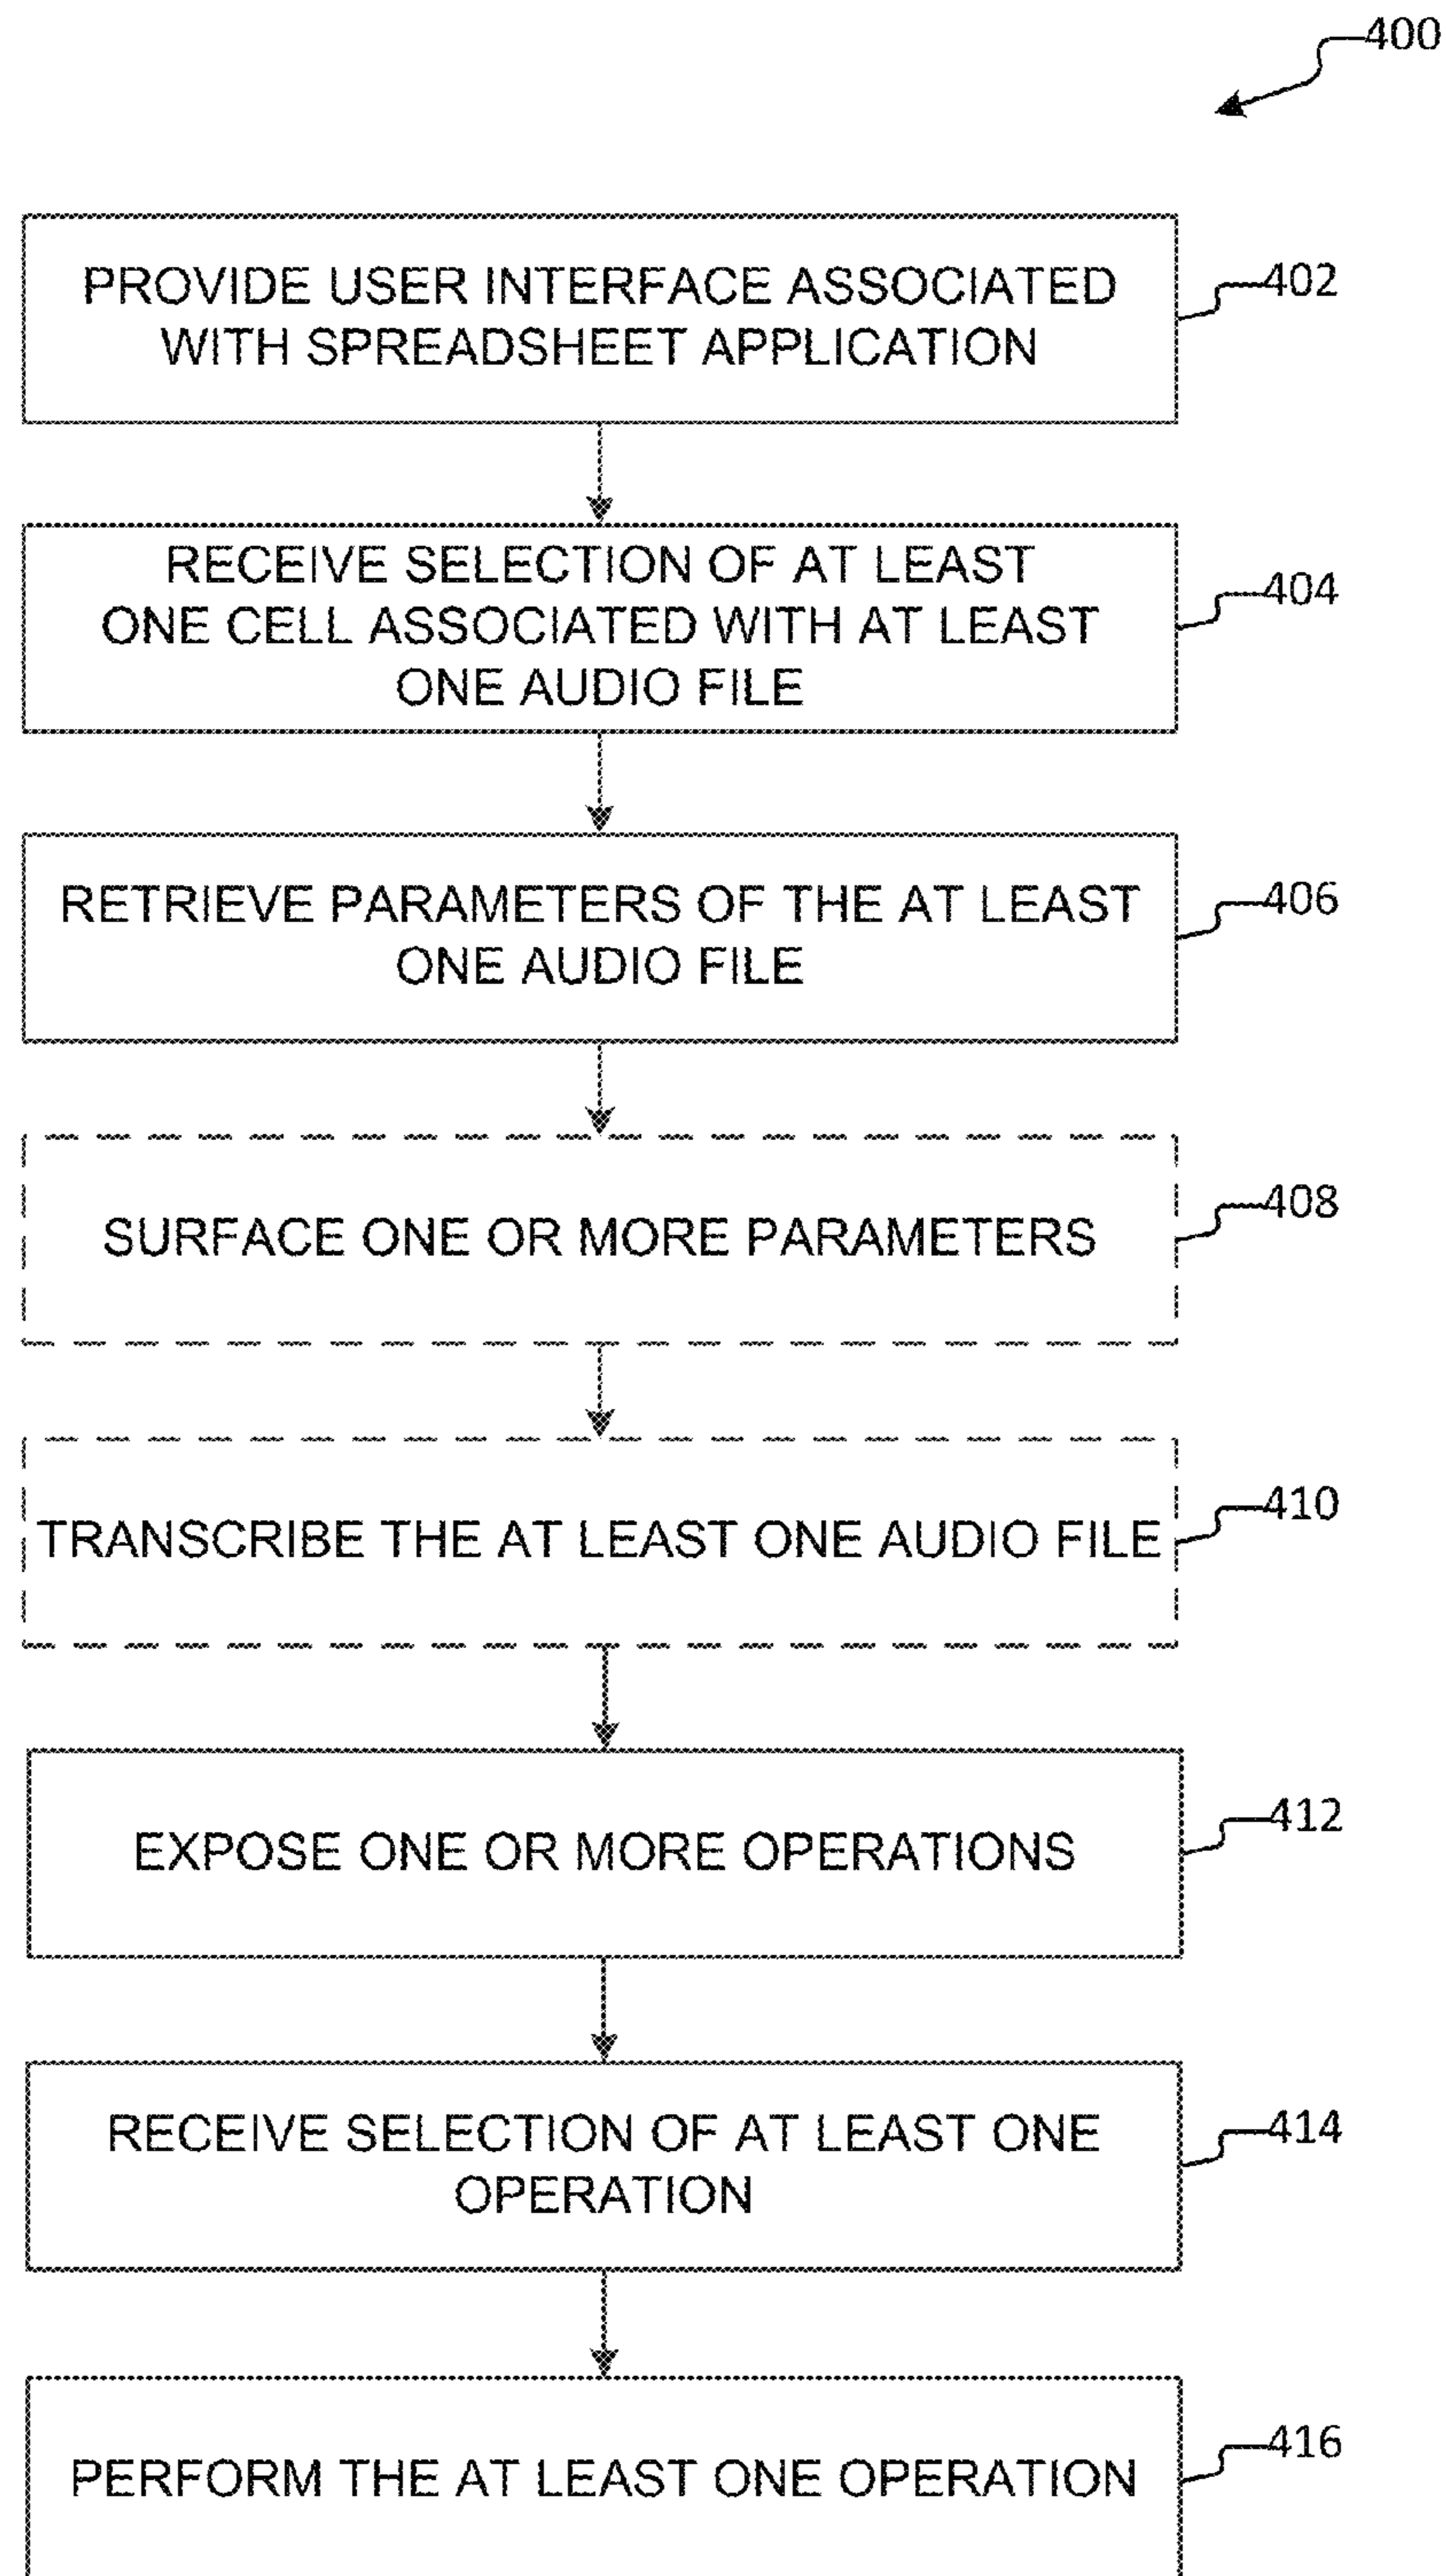 400
PROVIDE USER INTERFACE ASSOCIATED
WITH SPREADSHEET APPLICATION
402
RECEIVE SELECTION OF AT LEAST
ONE CELL ASSOCIATED WITH AT LEAST
ONE AUDIO FILE
404
RETRIEVE PARAMETERS OF THE AT LEAST
ONE AUDIO FILE
406
SURFACE ONE OR MORE PARAMETERS
408
TRANSCRIBE THE AT LEAST ONE AUDIO FILE
410
EXPOSE ONE OR MORE OPERATIONS
412
RECEIVE SELECTION OF AT LEAST ONE
OPERATION
414
PERFORM THE AT LEAST ONE OPERATION
416